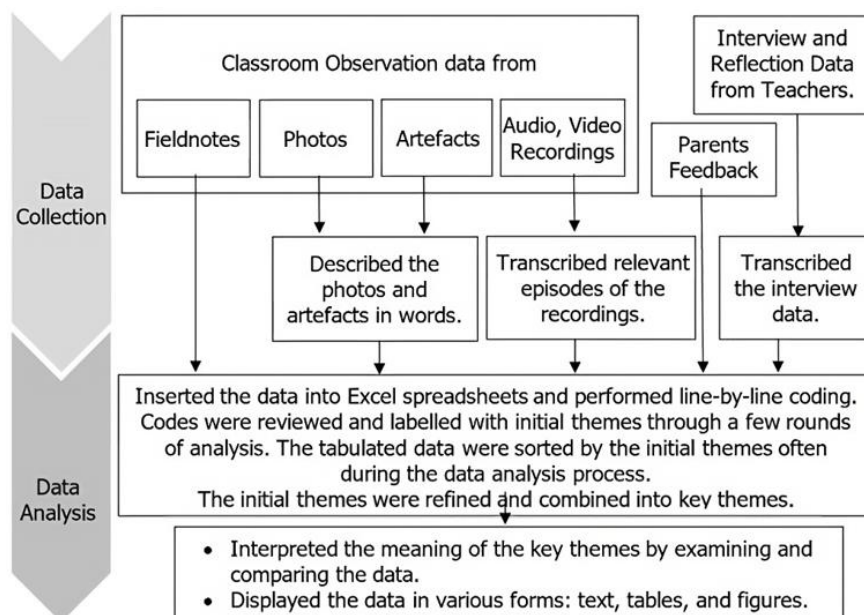 Classroom Observation data from
Fieldnotes
Photos
Artefacts
Audio, Video
Recordings
Interview and
Reflection Data
from Teachers.
Parents
Feedback
Data
Collection
Described the
photos and
artefacts in words.
Transcribed relevant
episodes of the
recordings.
Transcribed
the interview
data.
Data
Analysis
Inserted the data into Excel spreadsheets and performed line-by-line coding.
Codes were reviewed and labelled with initial themes through a few rounds
of analysis. The tabulated data were sorted by the initial themes often
during the data analysis process.
The initial themes were refined and combined into key themes.
• Interpreted the meaning of the key themes by examining and
comparing the data.
• Displayed the data in various forms: text, tables, and figures.